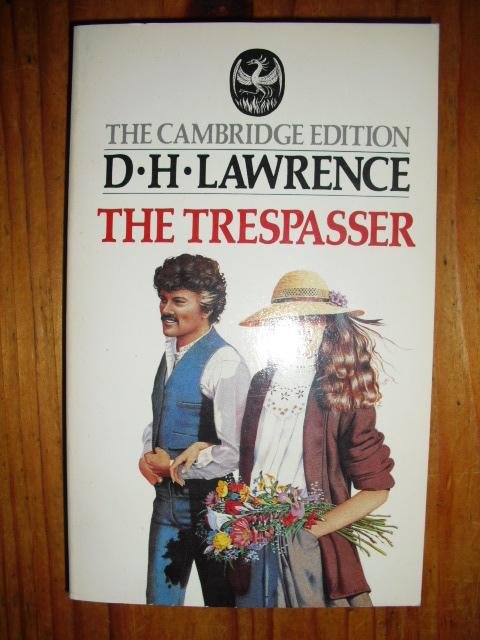 THE CAMBRIDGE EDITION
D·H·LAWRENCE
THE TRESPASSER